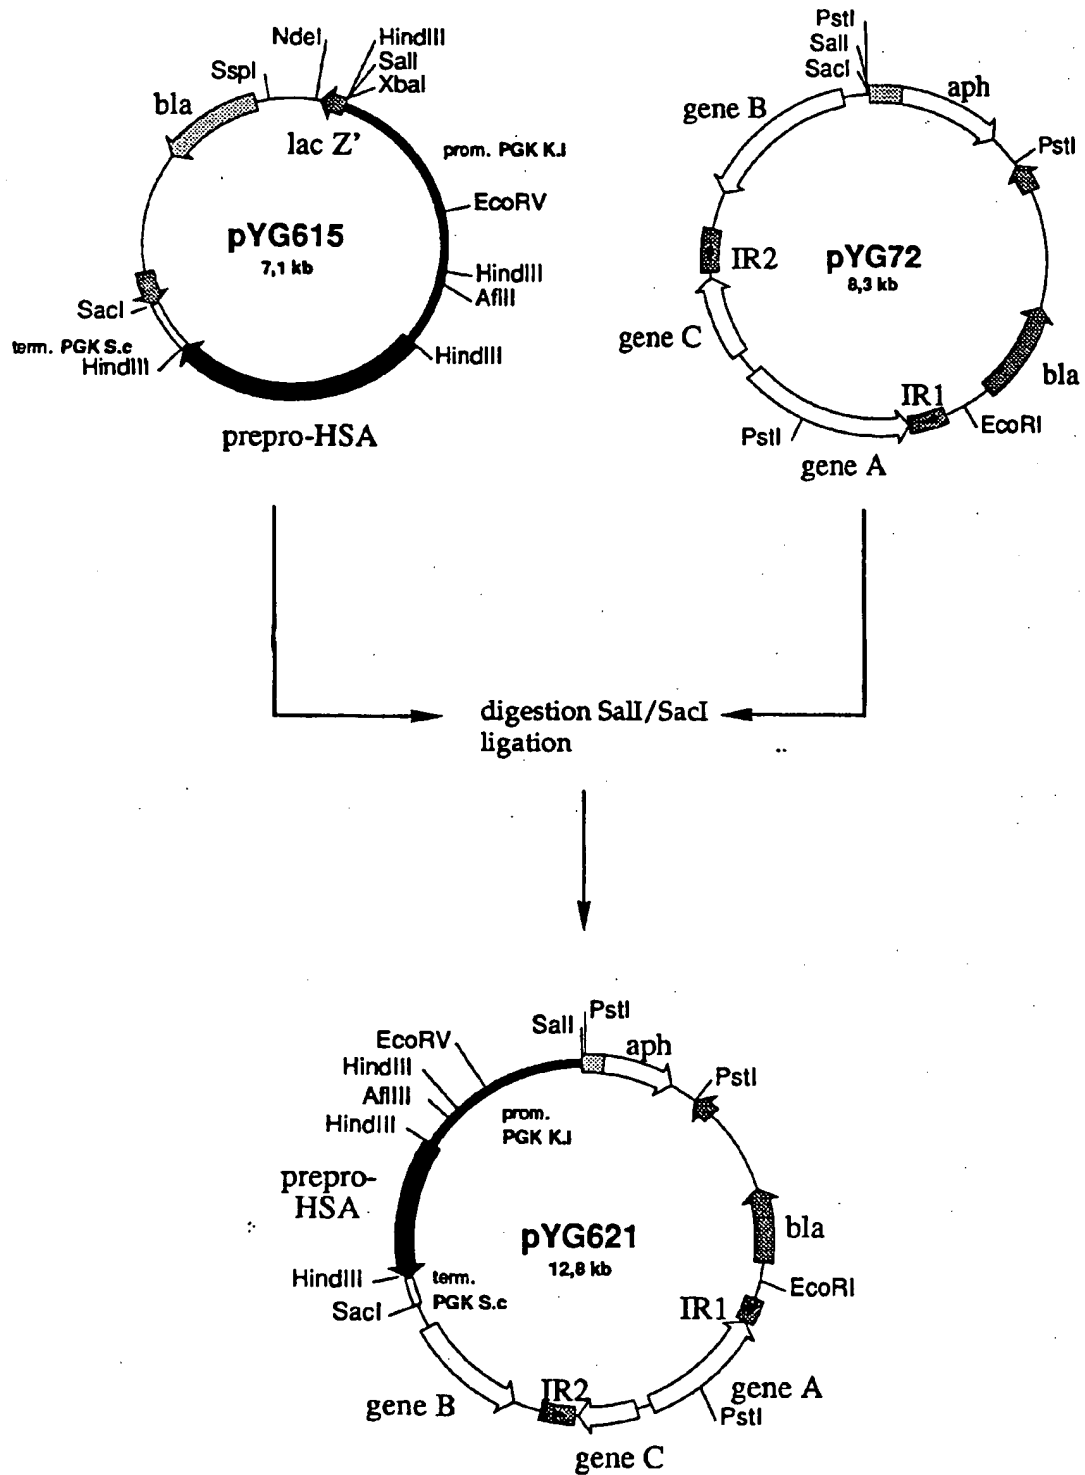 NdeI
HindIII
SalI
XbaI
SspI
bla
lac Z'
prom. PGK K.l
EcoRV
pYG615
7,1 kb
HindIII
AflII
SacI
term. PGK S.c
HindIII
HindIII
prepro-HSA
PstI
SalI
SacI
aph
gene B
PstI
IR2
pYG72
8,3 kb
gene C
bla
IR1
EcoRI
PstI
gene A
digestion SalI/SacI
ligation
SalI
PstI
EcoRV
aph
HindIII
PstI
AflIII
HindIII
prom.
PGK K.l
prepro-
HSA
pYG621
12,8 kb
bla
HindIII
term.
PGK S.c
EcoRI
SacI
IR1
gene B
IR2
gene A
PstI
gene C